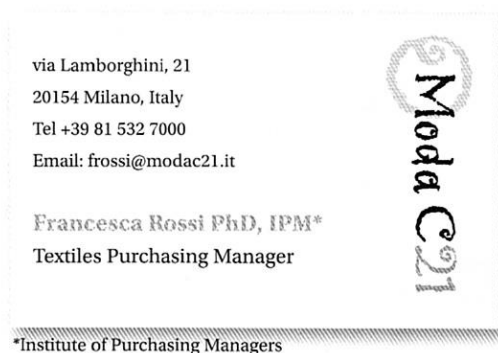 via Lamborghini, 21
20154 Milano, Italy
Tel +39 81 532 7000
Email: frossi@modac21.it
Francesca Rossi PhD, IPM*
Textiles Purchasing Manager
Moda C21
*Institute of Purchasing Managers